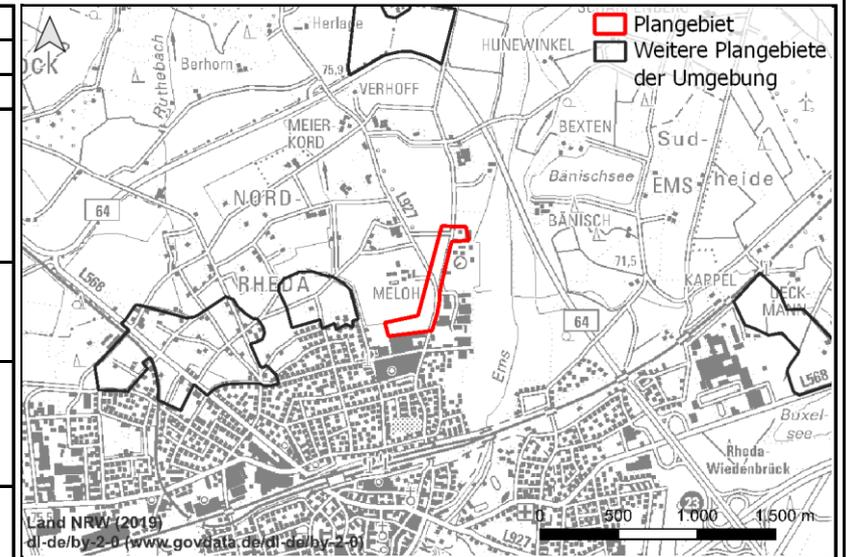 Plangebiet
Weitere Plangebiete
der Umgebung
Herlage
HUNEWINKEL
ock
Berhorn
Ruthebach
75,9
VERHOFF
MEIER-
KORD
BEXTEN
Sud-
heide
Bänischsee
EMS
NORD-
64
L927
BÄNISCH
71,5
KAPPEL
L568
RHEDA
MELOH
DECK-
MANN
64
Ems
L568
Buxel-
see
Rheda-
Wiedenbrück
23
Land NRW (2019)
dl-de/by-2-0 (www.govdata.de/dl-de/by-2-0)
L927
0 500 1.000 1.500 m